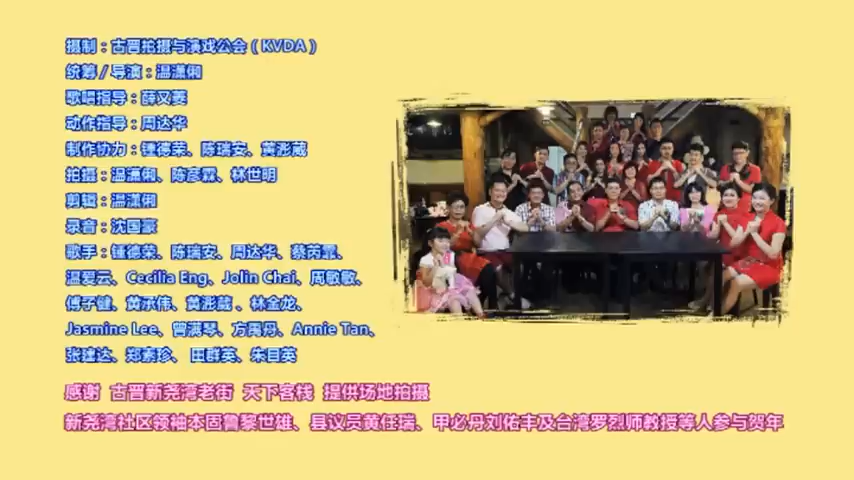 摄制：古晋拍摄与演戏公会（KVDA）
统筹/导演：温潇俐
歌唱指导：薛又菱
动作指导：周达华
制作协力：锺德荣、陈瑞安、黄澎葳
拍摄：温潇俐、陈彦霖、林世明
剪辑：温潇俐
录音：沈国豪
歌手：锺德荣、陈瑞安、周达华、蔡芮霏、
温爱云、Cecilia Eng、Jolin Chai、周敏敏、
傅子健、黄承伟、黄澎葳、林金龙、
Jasmine Lee、曾满琴、方禺丹、Annie Tan、
张建达、郑素珍、田群英、朱目英
感谢 古晋新尧湾老街 天下客栈 提供场地拍摄
新尧湾社区领袖本固鲁黎世雄、县议员黄任瑞、甲必丹刘佑丰及台湾罗烈师教授等人参与贺年